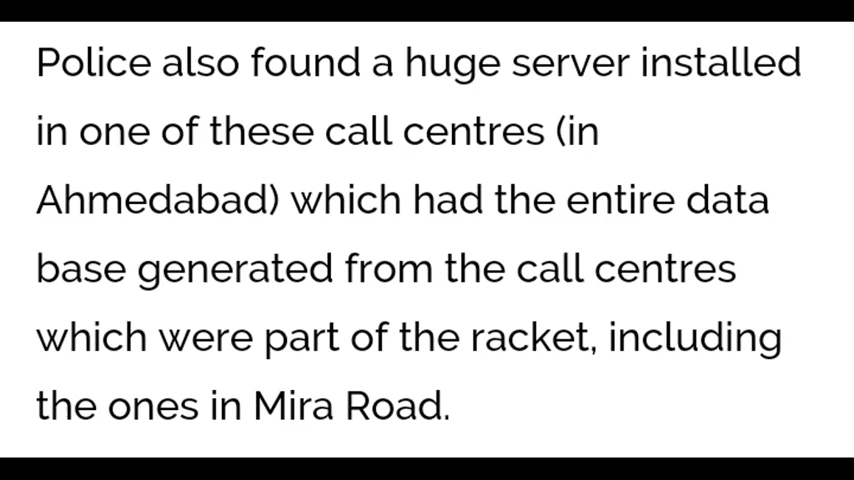 Police also found a huge server installed
in one of these call centres (in
Ahmedabad) which had the entire data
base generated from the call centres
which were part of the racket, including
the ones in Mira Road.